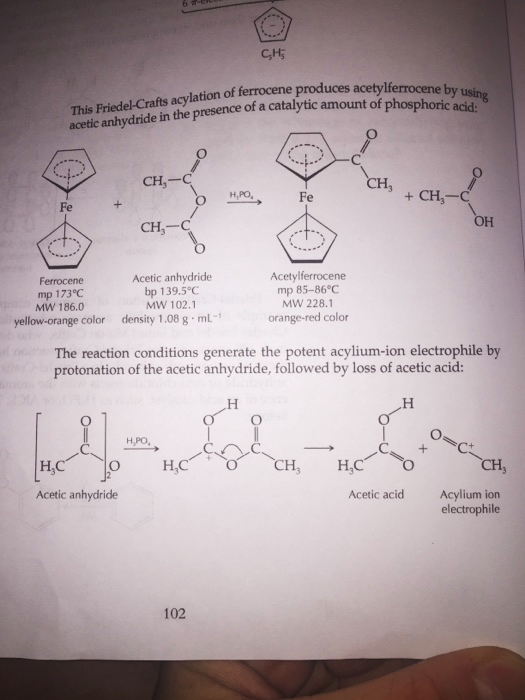 C₅H₅⁻
This Friedel-Crafts acylation of ferrocene produces acetylferrocene by using
acetic anhydride in the presence of a catalytic amount of phosphoric acid:
Fe
+
CH₃—C
O
O
CH₃—C
O
H₃PO₄
Fe
C
O
CH₃
+ CH₃—C
O
OH
Ferrocene
mp 173°C
MW 186.0
yellow-orange color
Acetic anhydride
bp 139.5°C
MW 102.1
density 1.08 g · mL⁻¹
Acetylferrocene
mp 85–86°C
MW 228.1
orange-red color
The reaction conditions generate the potent acylium-ion electrophile by
protonation of the acetic anhydride, followed by loss of acetic acid:
O
C
H₃C
O
2
H₃PO₄
H
O
O
C
+
C
H₃C
O
CH₃
H
O
C
H₃C
O
+
O
C+
CH₃
Acetic anhydride
Acetic acid
Acylium ion
electrophile
102